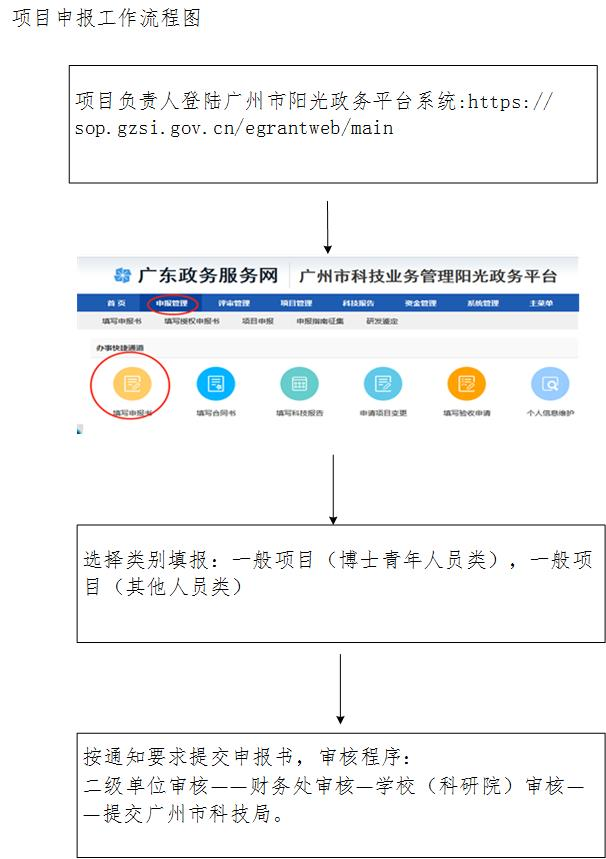 项目申报工作流程图
项目负责人登陆广州市阳光政务平台系统:https://
sop.gzsi.gov.cn/egrantweb/main
广东政务服务网 广州市科技业务管理阳光政务平台
首页 申报管理 评审管理 项目管理 科技报告 资金管理 系统管理 主菜单
填写申报书 填写授权申报书 项目申报 申报指南征集 研发鉴定
办事快捷通道
填写申报书 填写合同书 填写科技报告 申请项目变更 填写验收申请 个人信息维护
选择类别填报：一般项目（博士青年人员类），一般项
目（其他人员类）
按通知要求提交申报书，审核程序：
二级单位审核——财务处审核—学校（科研院）审核—
—提交广州市科技局。